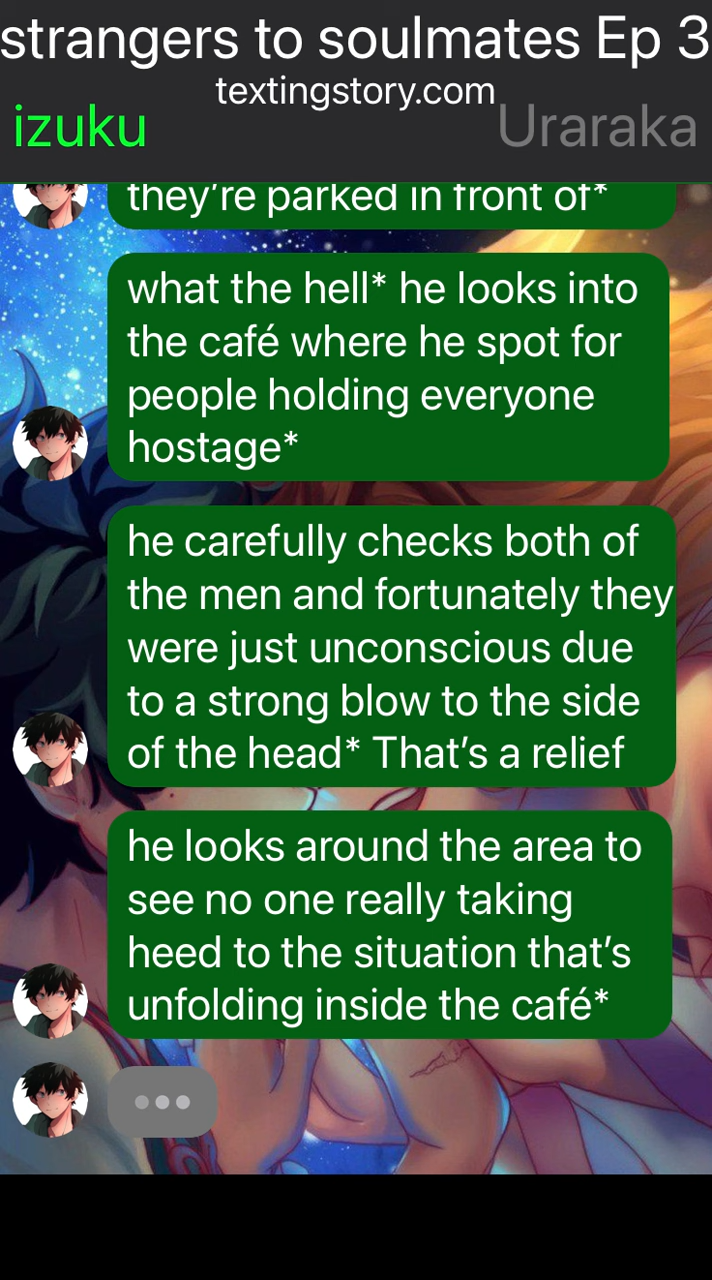 strangers to soulmates Ep 3
textingstory.com
izuku
Uraraka
they're parked in front of*
what the hell* he looks into
the café where he spot for
people holding everyone
hostage*
he carefully checks both of
the men and fortunately they
were just unconscious due
to a strong blow to the side
of the head* That's a relief
he looks around the area to
see no one really taking
heed to the situation that's
unfolding inside the café*